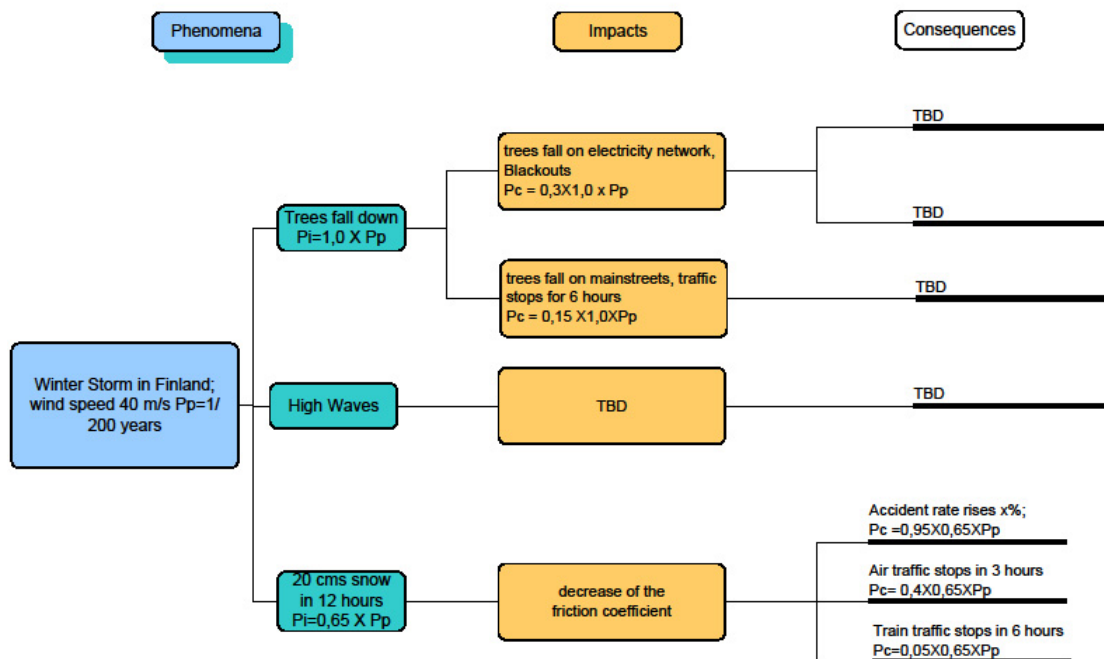 Phenomena
Impacts
Consequences
TBD
trees fall on electricity network,
Blackouts
Pc = 0,3X1,0 x Pp
TBD
Trees fall down
Pi=1,0 X Pp
trees fall on mainstreets, traffic
stops for 6 hours
Pc = 0,15 X1,0XPp
TBD
Winter Storm in Finland;
wind speed 40 m/s Pp=1/
200 years
High Waves
TBD
TBD
Accident rate rises x%;
Pc =0,95X0,65XPp
20 cms snow
in 12 hours
Pi=0,65 X Pp
decrease of the
friction coefficient
Air traffic stops in 3 hours
Pc= 0,4X0,65XPp
Train traffic stops in 6 hours
Pc=0,05X0,65XPp